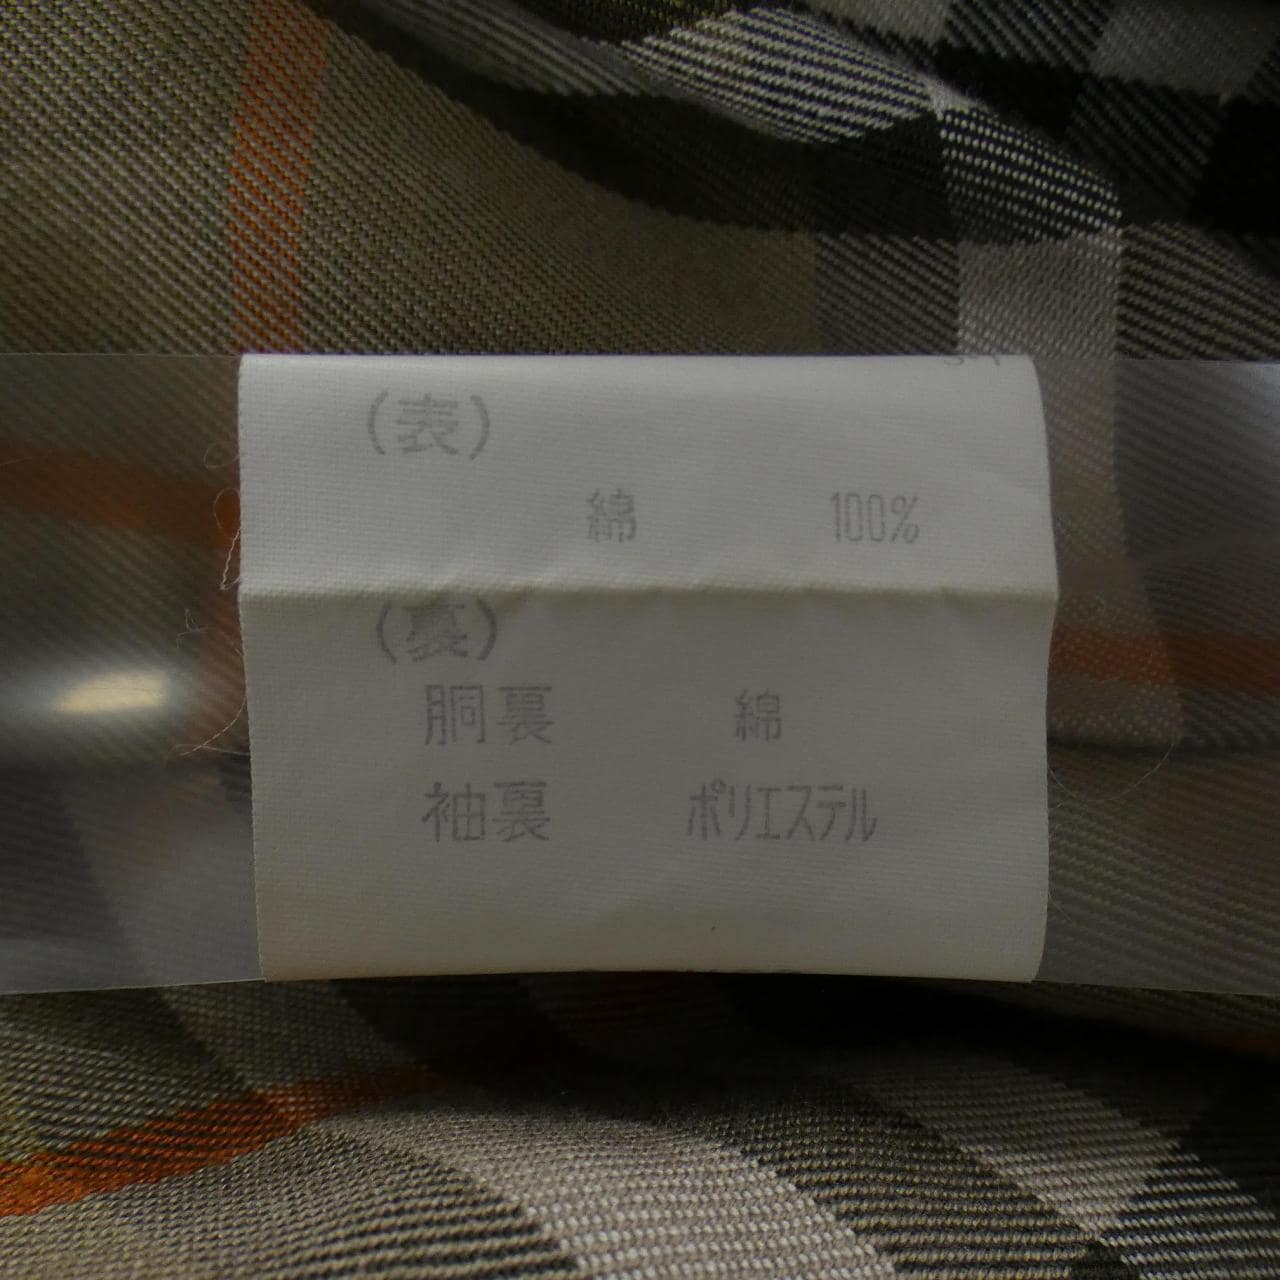 (表)
綿 100%
(裏)
胴裏 綿
袖裏 ポリエステル